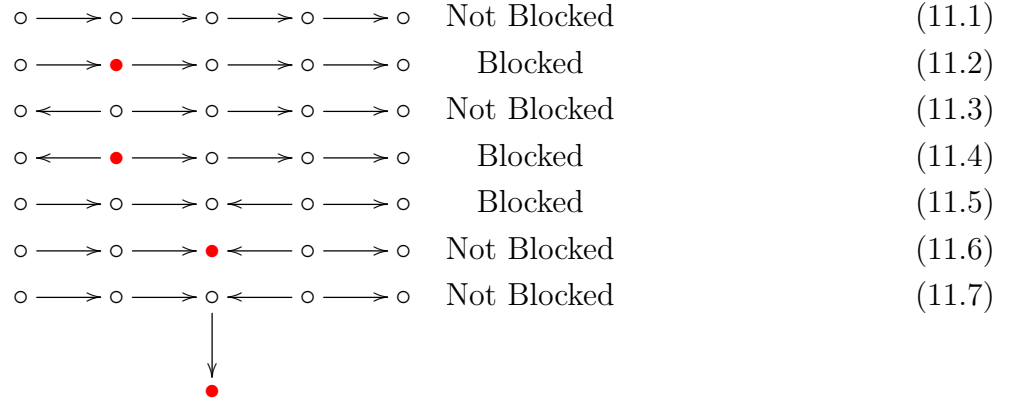 Not Blocked (11.1)
Blocked (11.2)
Not Blocked (11.3)
Blocked (11.4)
Blocked (11.5)
Not Blocked (11.6)
Not Blocked (11.7)